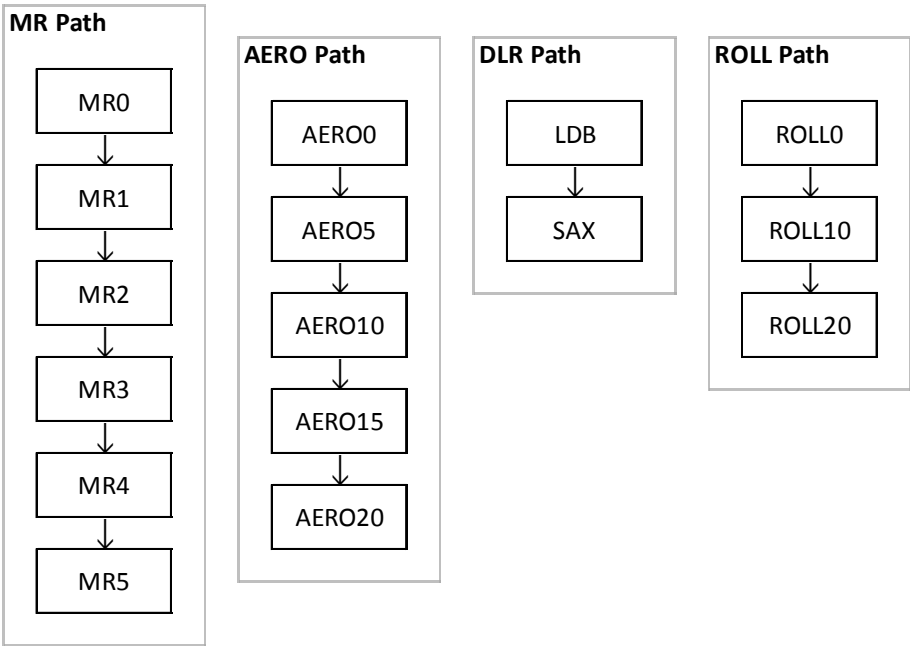 MR Path
MR0
MR1
MR2
MR3
MR4
MR5
AERO Path
AERO0
AERO5
AERO10
AERO15
AERO20
DLR Path
LDB
SAX
ROLL Path
ROLL0
ROLL10
ROLL20